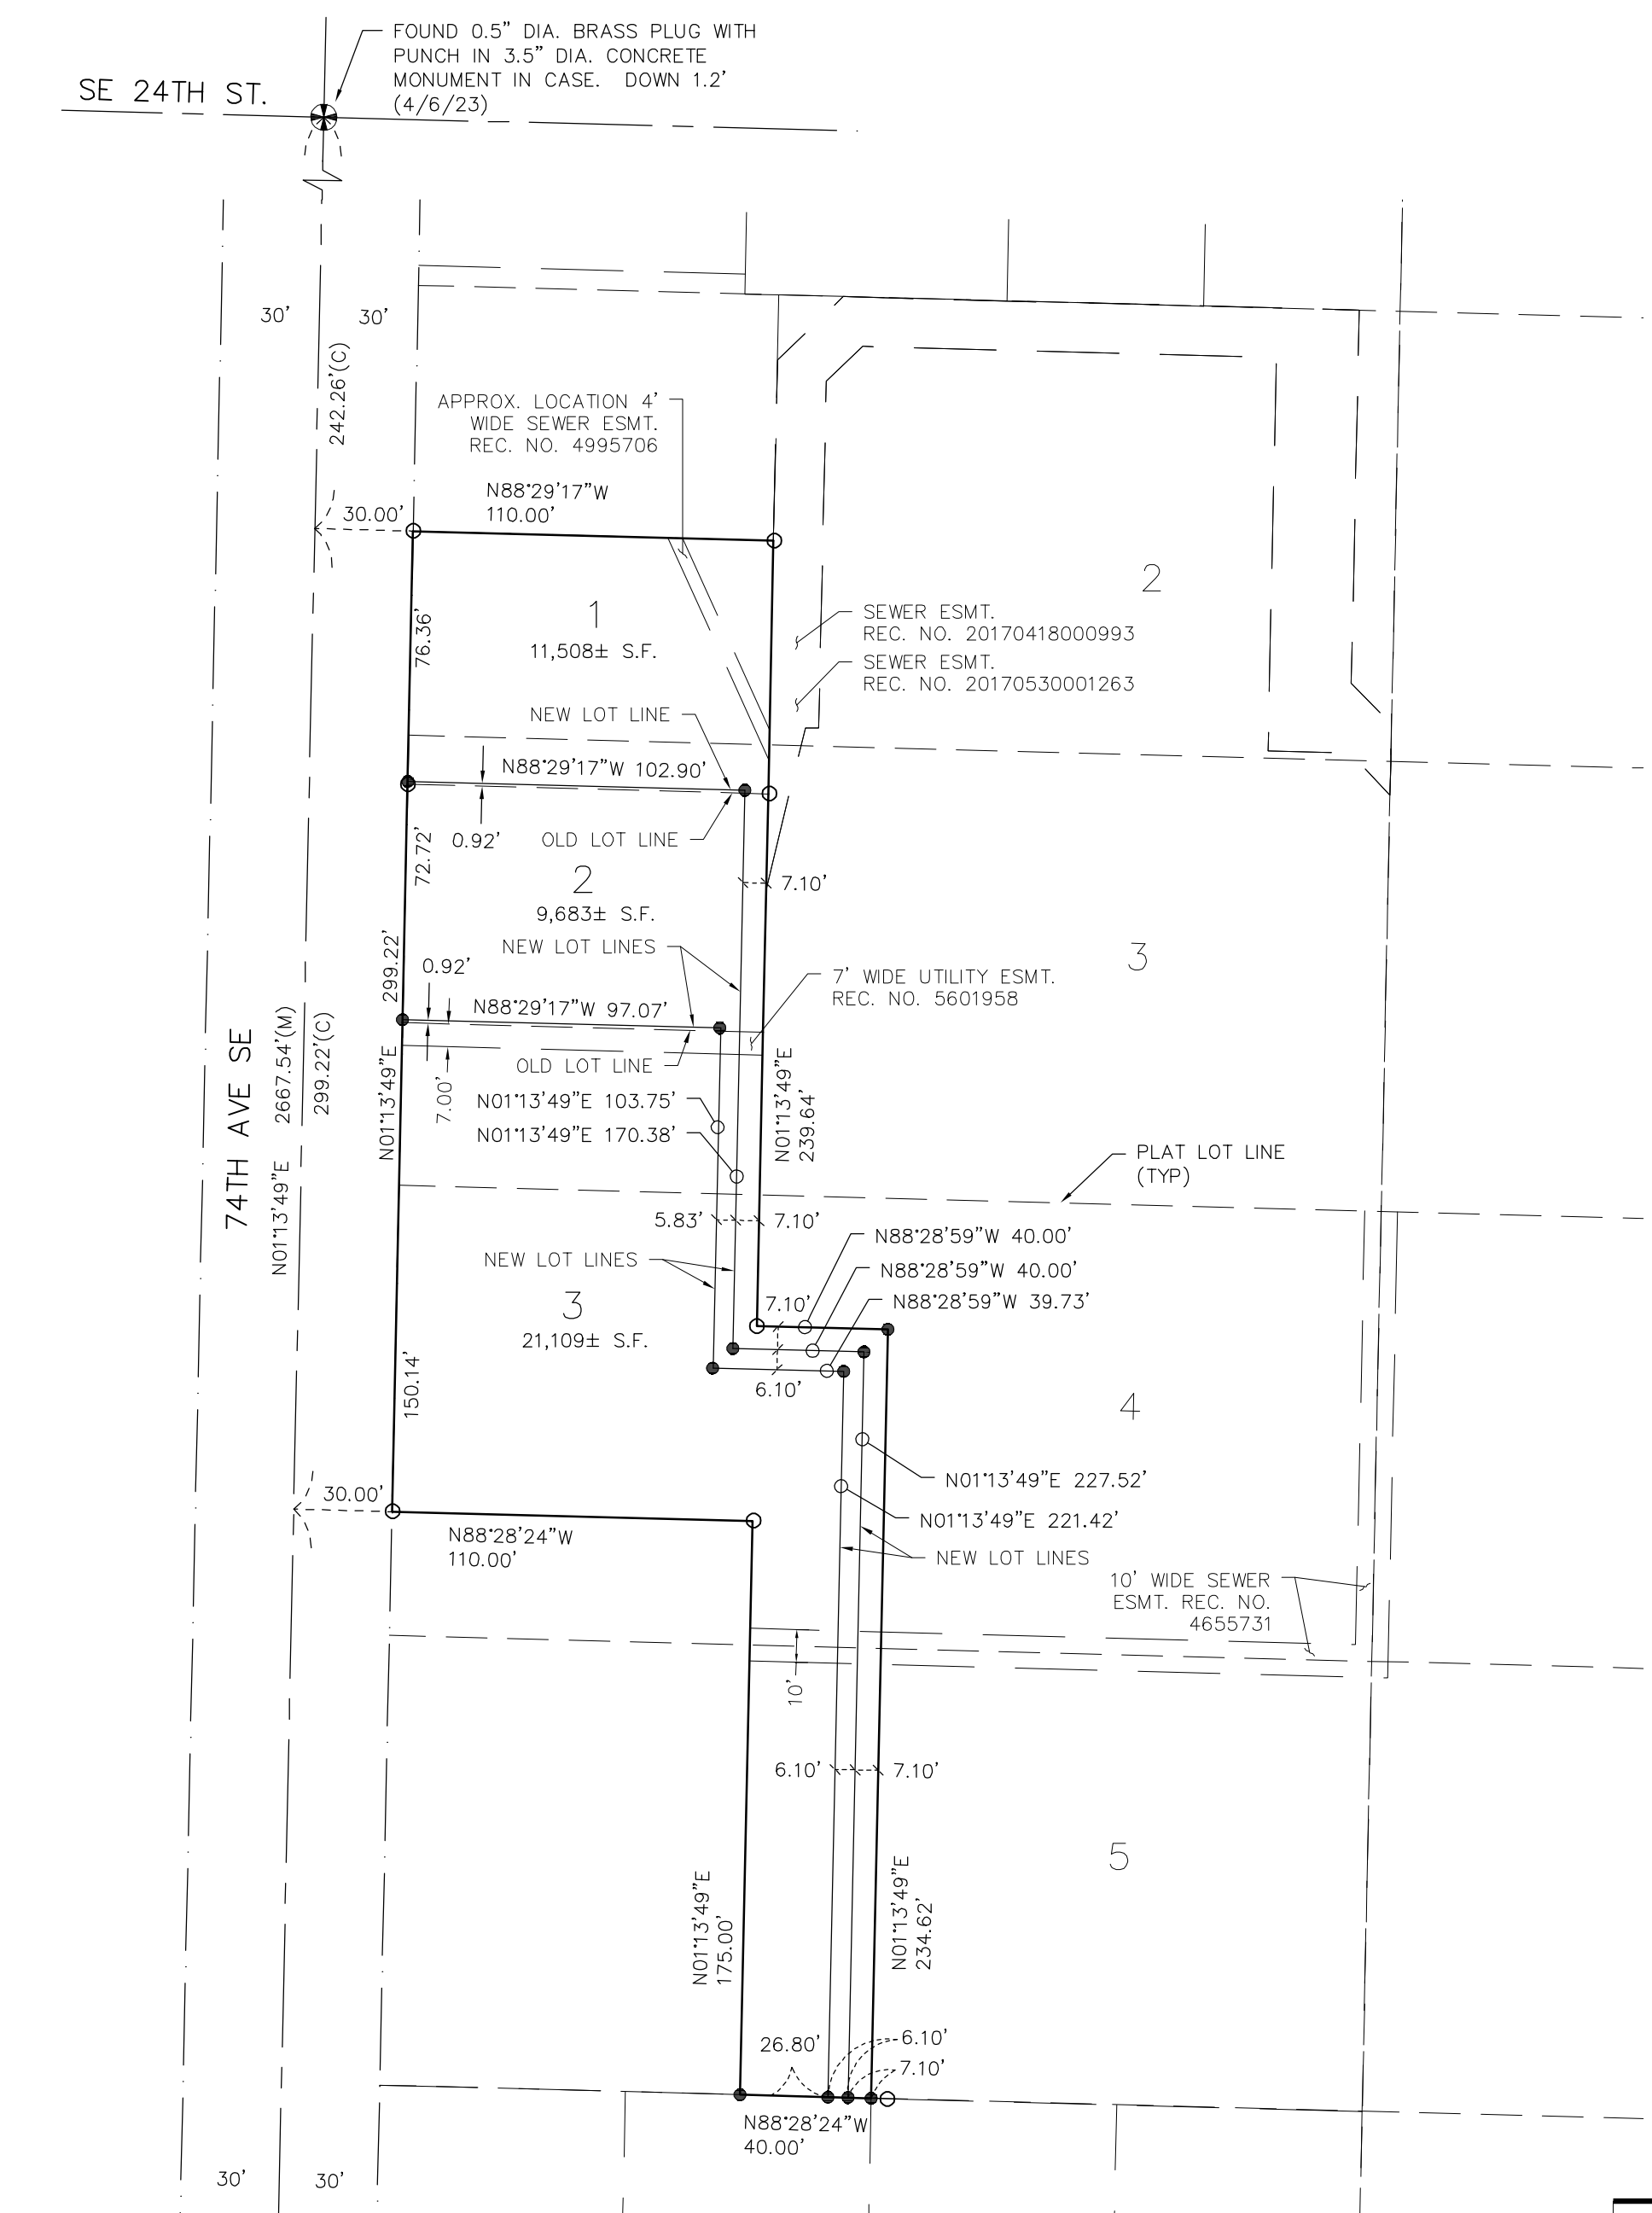 FOUND 0.5" DIA. BRASS PLUG WITH
PUNCH IN 3.5" DIA. CONCRETE
MONUMENT IN CASE. DOWN 1.2'
(4/6/23)
SE 24TH ST.
30'
30'
242.26'(C)
APPROX. LOCATION 4'
WIDE SEWER ESMT.
REC. NO. 4995706
N88°29'17"W
110.00'
30.00'
2
1
11,508± S.F.
76.36'
SEWER ESMT.
REC. NO. 20170418000993
SEWER ESMT.
REC. NO. 20170530001263
NEW LOT LINE
N88°29'17"W 102.90'
0.92'
OLD LOT LINE
72.72'
2
9,683± S.F.
7.10'
NEW LOT LINES
299.22'
0.92'
3
7' WIDE UTILITY ESMT.
REC. NO. 5601958
N88°29'17"W 97.07'
OLD LOT LINE
7.00'
N01°13'49"E
N01°13'49"E 103.75'
N01°13'49"E 170.38'
N01°13'49"E
239.64'
74TH AVE SE
N01°13'49"E 2667.54'(M)
299.22'(C)
PLAT LOT LINE
(TYP)
5.83'
7.10'
NEW LOT LINES
N88°28'59"W 40.00'
N88°28'59"W 40.00'
N88°28'59"W 39.73'
7.10'
3
21,109± S.F.
6.10'
150.14'
4
N01°13'49"E 227.52'
30.00'
N01°13'49"E 221.42'
N88°28'24"W
110.00'
NEW LOT LINES
10' WIDE SEWER
ESMT. REC. NO.
4655731
10'
6.10'
7.10'
5
N01°13'49"E
175.00'
N01°13'49"E
234.62'
26.80'
6.10'
7.10'
N88°28'24"W
40.00'
30'
30'